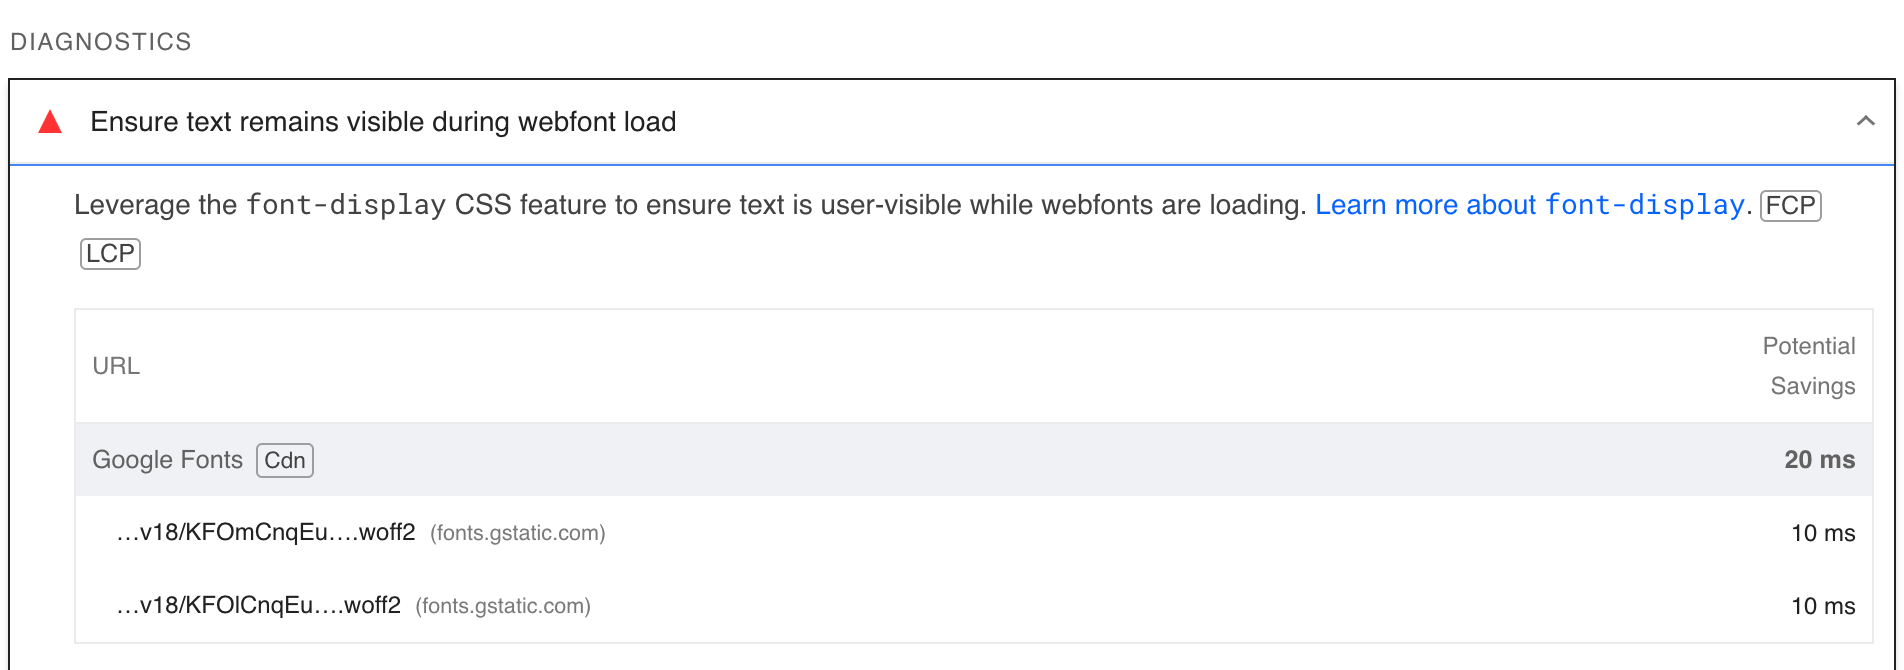 DIAGNOSTICS
Ensure text remains visible during webfont load
Leverage the font-display CSS feature to ensure text is user-visible while webfonts are loading. Learn more about font-display. FCP
LCP
URL
Potential
Savings
Google Fonts Cdn 20 ms
…v18/KFOmCnqEu….woff2 (fonts.gstatic.com) 10 ms
…v18/KFOlCnqEu….woff2 (fonts.gstatic.com) 10 ms